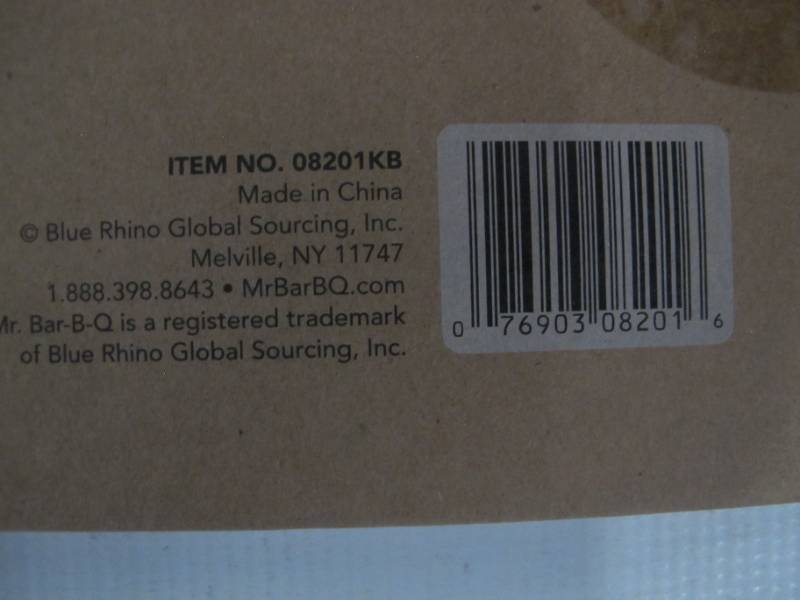 ITEM NO. 08201KB
Made in China
© Blue Rhino Global Sourcing, Inc.
Melville, NY 11747
1.888.398.8643 • MrBarBQ.com
Mr. Bar-B-Q is a registered trademark
of Blue Rhino Global Sourcing, Inc.
0 76903 08201 6